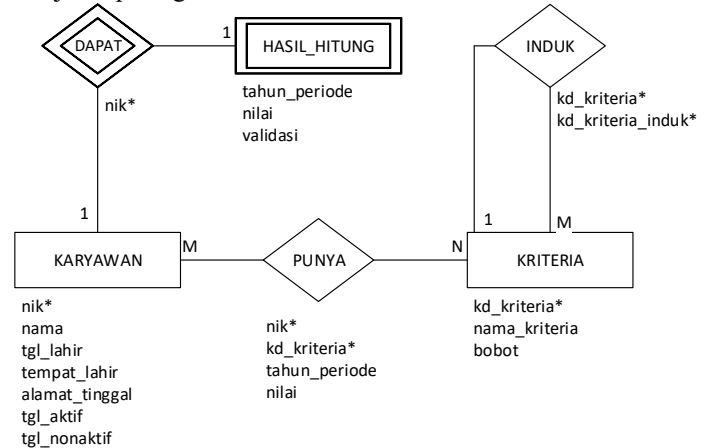 DAPAT
1
HASIL_HITUNG
INDUK
nik*
tahun_periode
nilai
validasi
kd_kriteria*
kd_kriteria_induk*
1
1
M
KARYAWAN
M
PUNYA
N
KRITERIA
nik*
nama
tgl_lahir
tempat_lahir
alamat_tinggal
tgl_aktif
tgl_nonaktif
nik*
kd_kriteria*
tahun_periode
nilai
kd_kriteria*
nama_kriteria
bobot